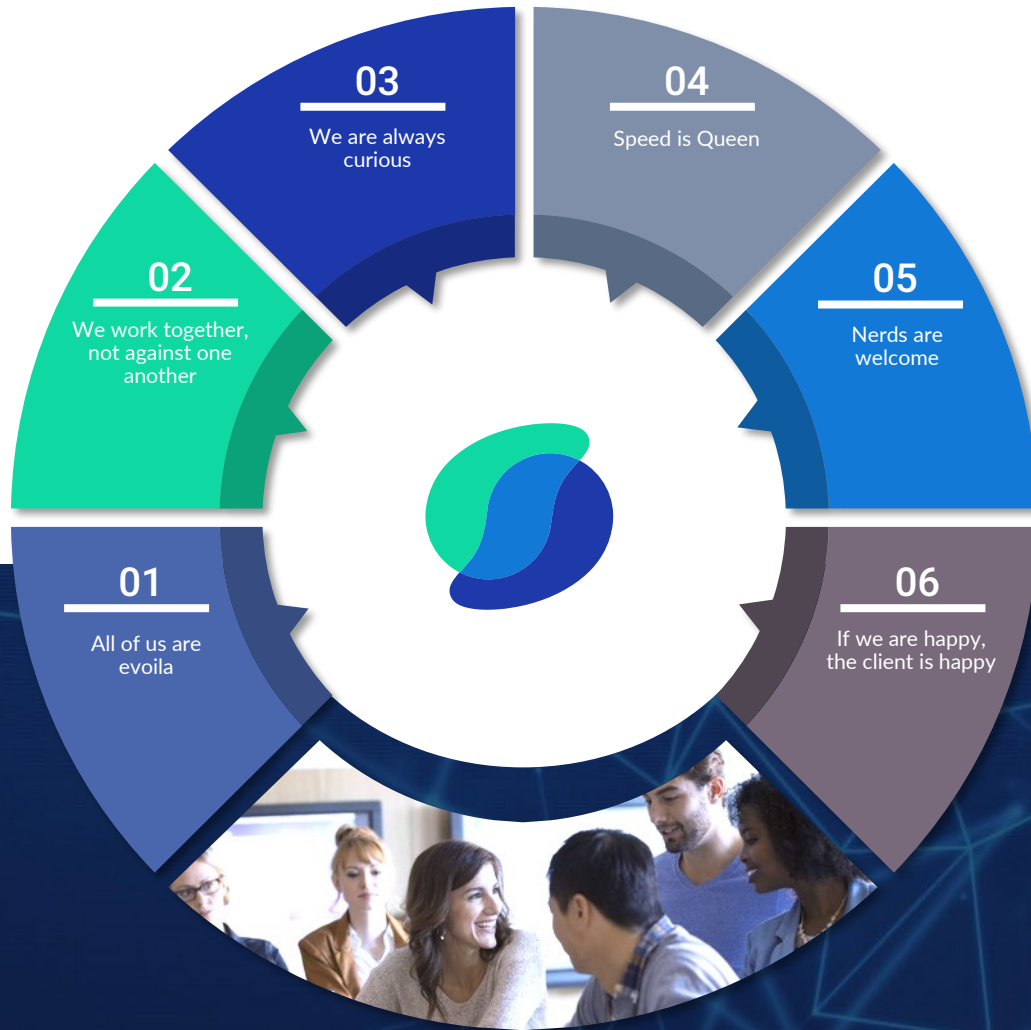 01
All of us are
evoila
02
We work together,
not against one
another
03
We are always
curious
04
Speed is Queen
05
Nerds are
welcome
06
If we are happy,
the client is happy